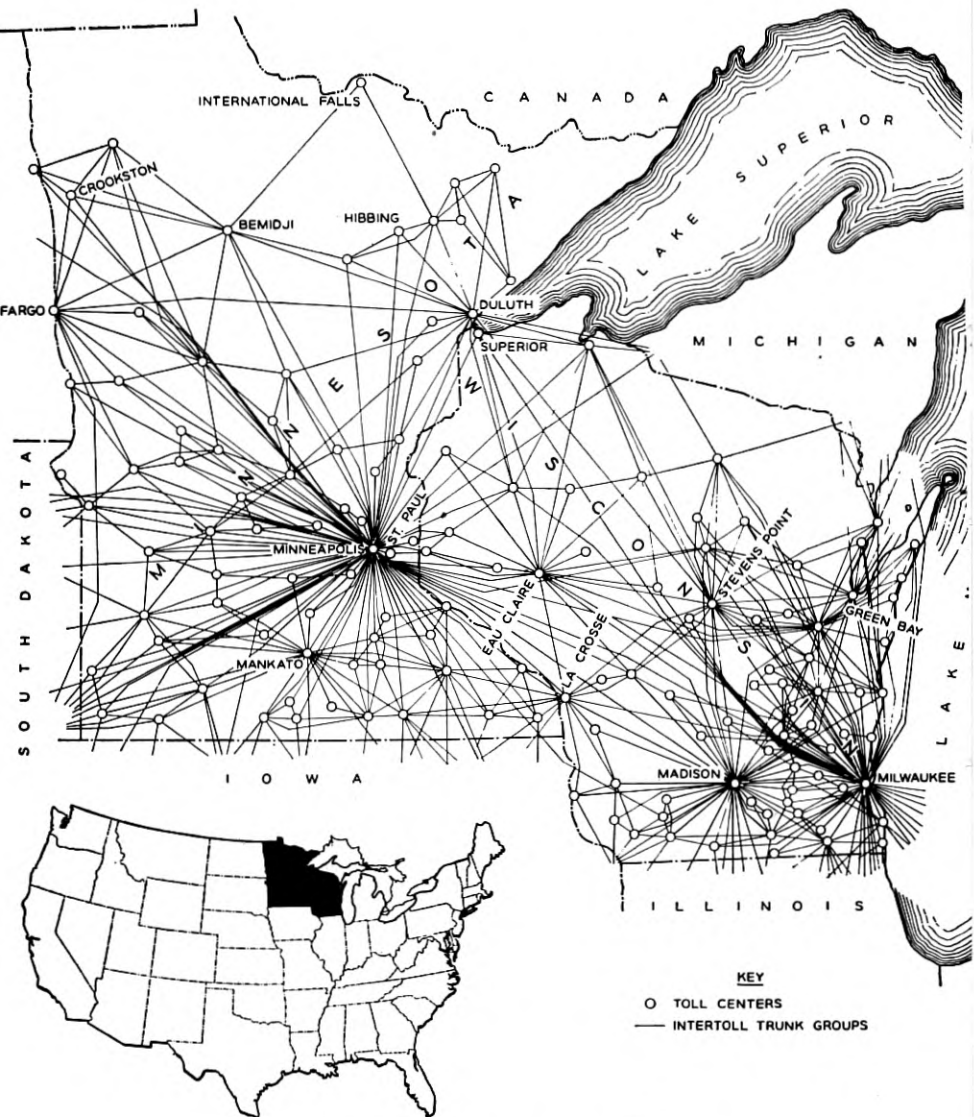 INTERNATIONAL FALLS
CANADA
LAKE SUPERIOR
CROOKSTON
BEMIDJI
HIBBING
MINNESOTA
FARGO
DULUTH
SUPERIOR
MICHIGAN
WISCONSIN
SOUTH DAKOTA
ST. PAUL
MINNEAPOLIS
STEVENS POINT
EAU CLAIRE
GREEN BAY
LA CROSSE
MANKATO
LAKE M
IOWA
MADISON
MILWAUKEE
ILLINOIS
KEY
TOLL CENTERS
INTERTOLL TRUNK GROUPS